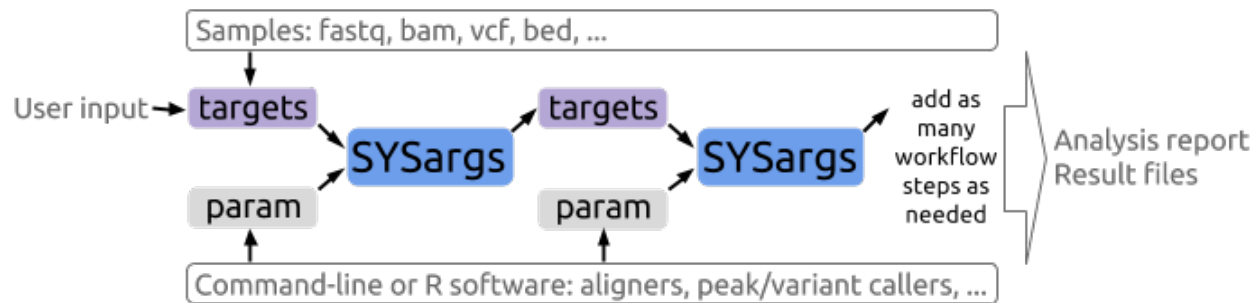 Samples: fastq, bam, vcf, bed, ...
User input
targets
SYSargs
param
targets
SYSargs
param
add as
many
workflow
steps as
needed
Analysis report
Result files
Command-line or R software: aligners, peak/variant callers, ...